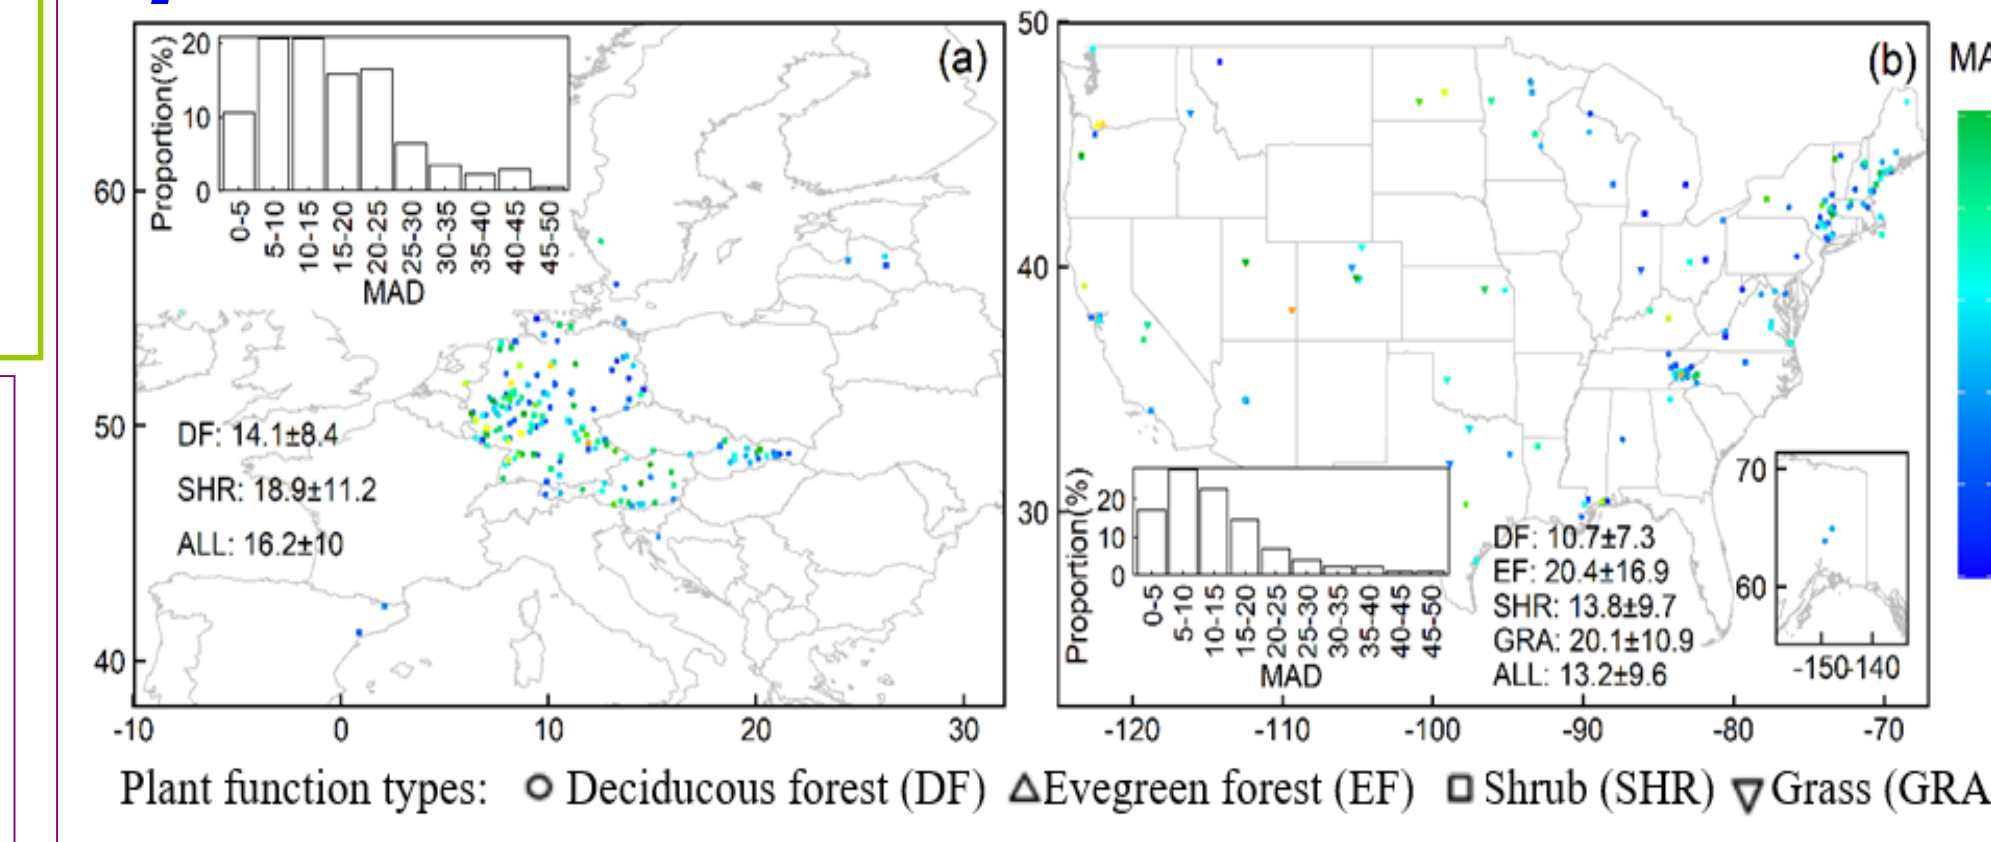 (a)
Proportion(%)
20
10
0
0-5
5-10
10-15
15-20
20-25
25-30
30-35
35-40
40-45
45-50
MAD
60
50
40
DF: 14.1±8.4
SHR: 18.9±11.2
ALL: 16.2±10
-10 0 10 20 30
50
40
30
(b)
Proportion(%)
20
10
0
0-5
5-10
10-15
15-20
20-25
25-30
30-35
35-40
40-45
45-50
MAD
DF: 10.7±7.3
EF: 20.4±16.9
SHR: 13.8±9.7
GRA: 20.1±10.9
ALL: 13.2±9.6
70
60
-150 -140
-120 -110 -100 -90 -80 -70
MA
Plant function types: Deciducous forest (DF) Evegreen forest (EF) Shrub (SHR) Grass (GRA